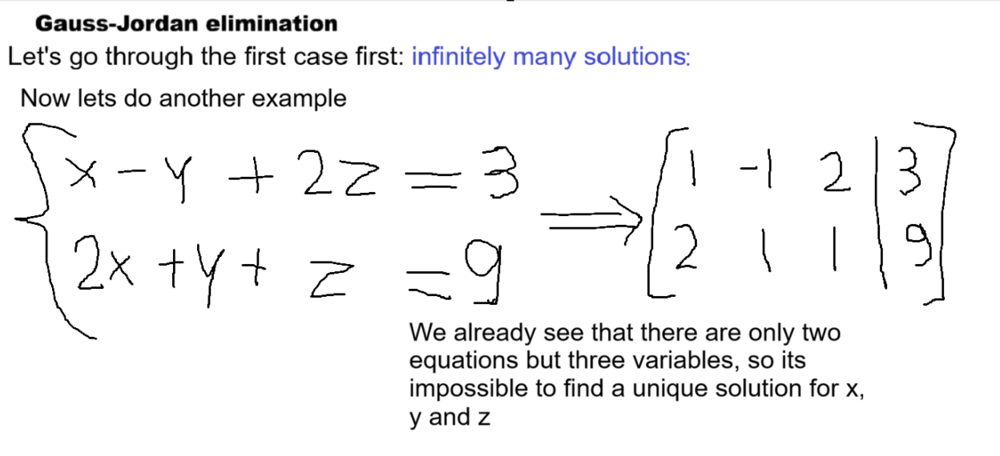 Gauss-Jordan elimination
Let's go through the first case first: infinitely many solutions:
Now lets do another example
x - y + 2z = 3
2x + y + z = 9
⟹
1 -1 2 | 3
2 1 1 | 9
We already see that there are only two
equations but three variables, so its
impossible to find a unique solution for x,
y and z